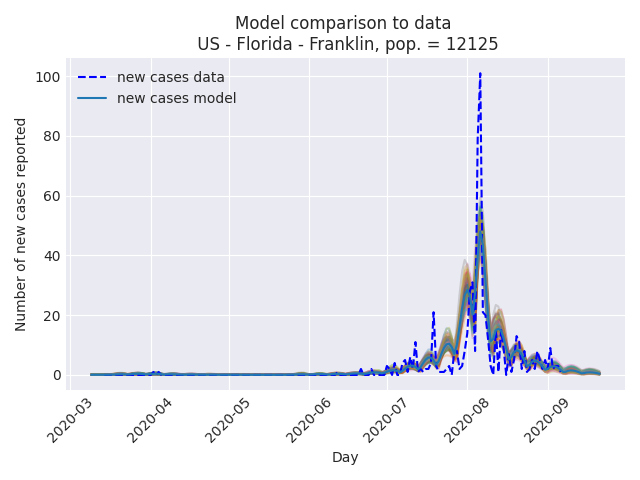 Model comparison to data
US - Florida - Franklin, pop. = 12125
new cases data
new cases model
Number of new cases reported
100
80
60
40
20
0
2020-03
2020-04
2020-05
2020-06
2020-07
2020-08
2020-09
Day